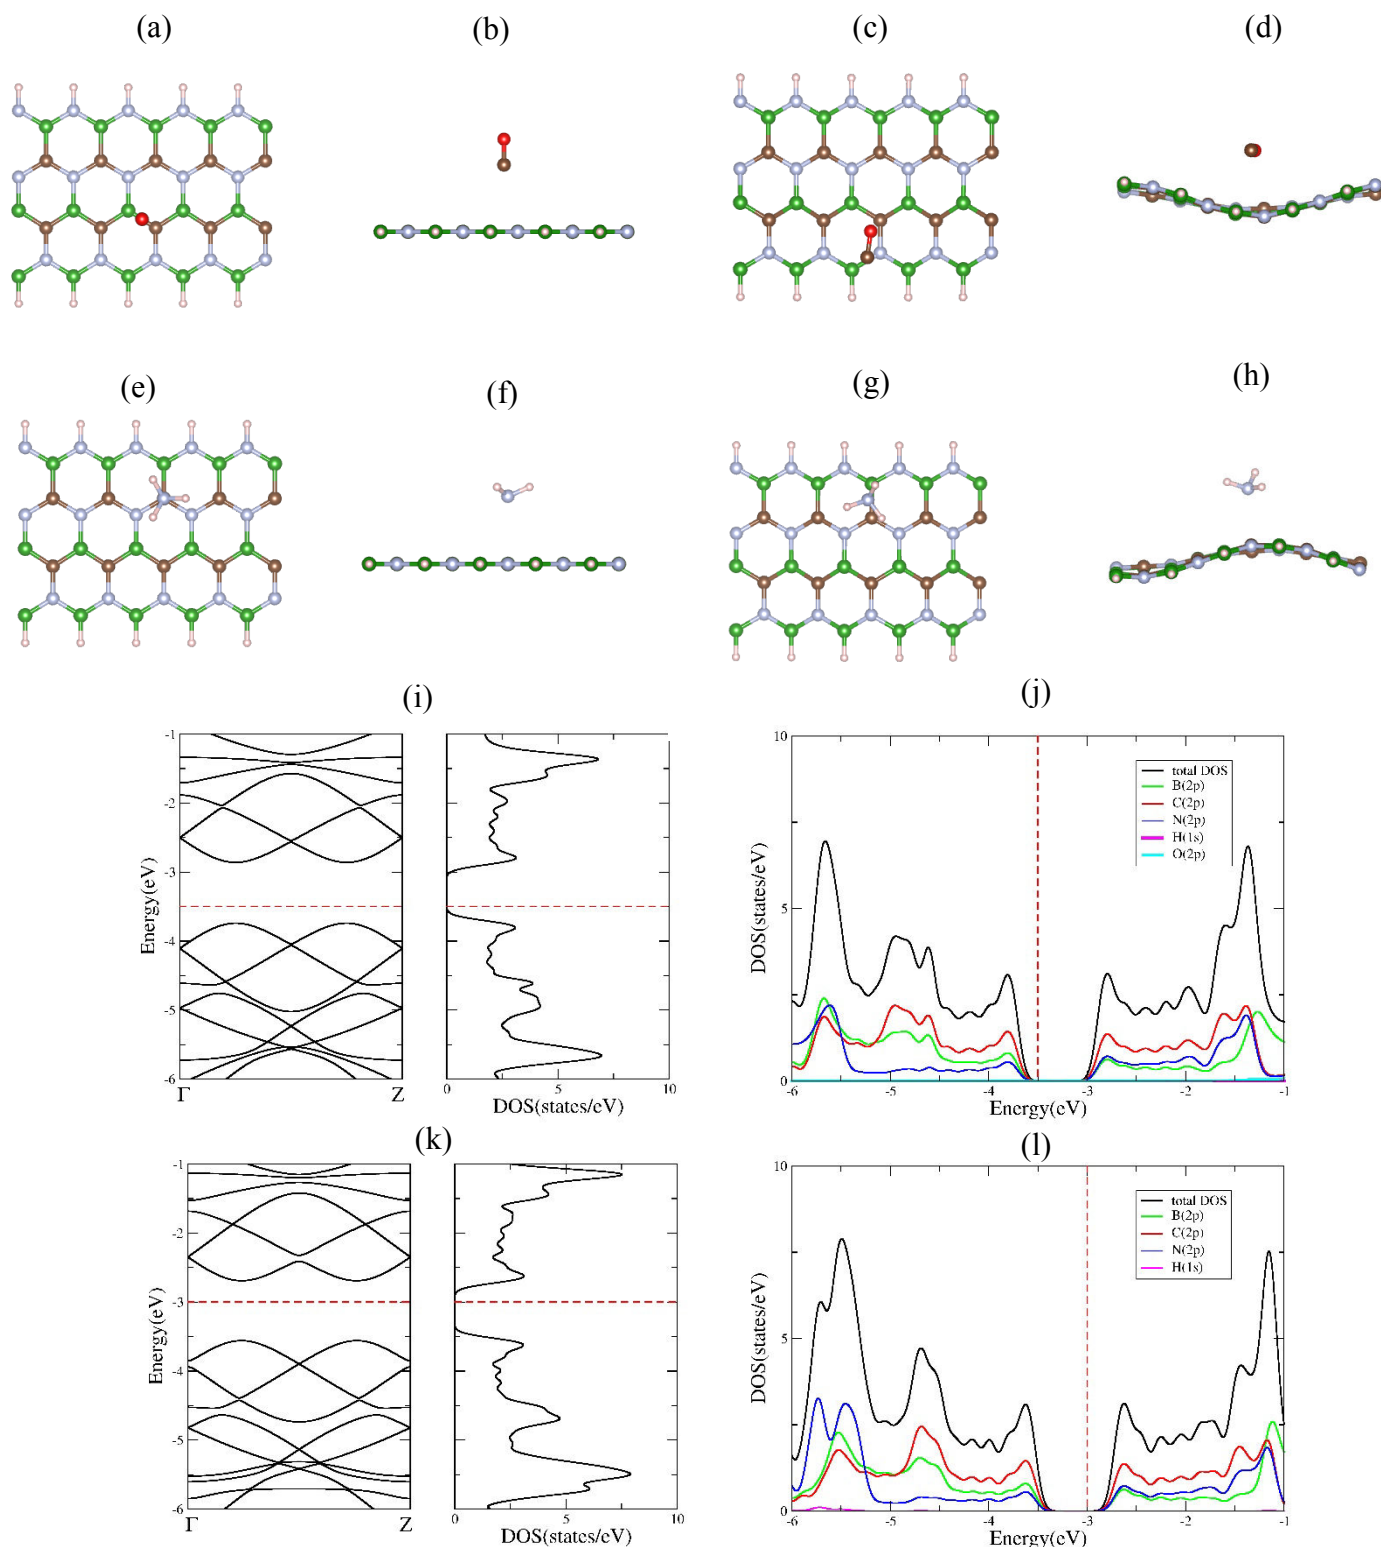 (a)
(b)
(c)
(d)
(e)
(f)
(g)
(h)
(i)
(j)
-1
-2
-3
-4
-5
-6
Energy(eV)
Γ
Z
0
5
10
DOS(states/eV)
10
5
0
DOS(states/eV)
total DOS
B(2p)
C(2p)
N(2p)
H(1s)
O(2p)
-6
-5
-4
-3
-2
-1
Energy(eV)
(k)
(l)
-1
-2
-3
-4
-5
-6
Energy(eV)
Γ
Z
0
5
10
DOS(states/eV)
10
5
0
DOS(states/eV)
total DOS
B(2p)
C(2p)
N(2p)
H(1s)
-6
-5
-4
-3
-2
-1
Energy(eV)